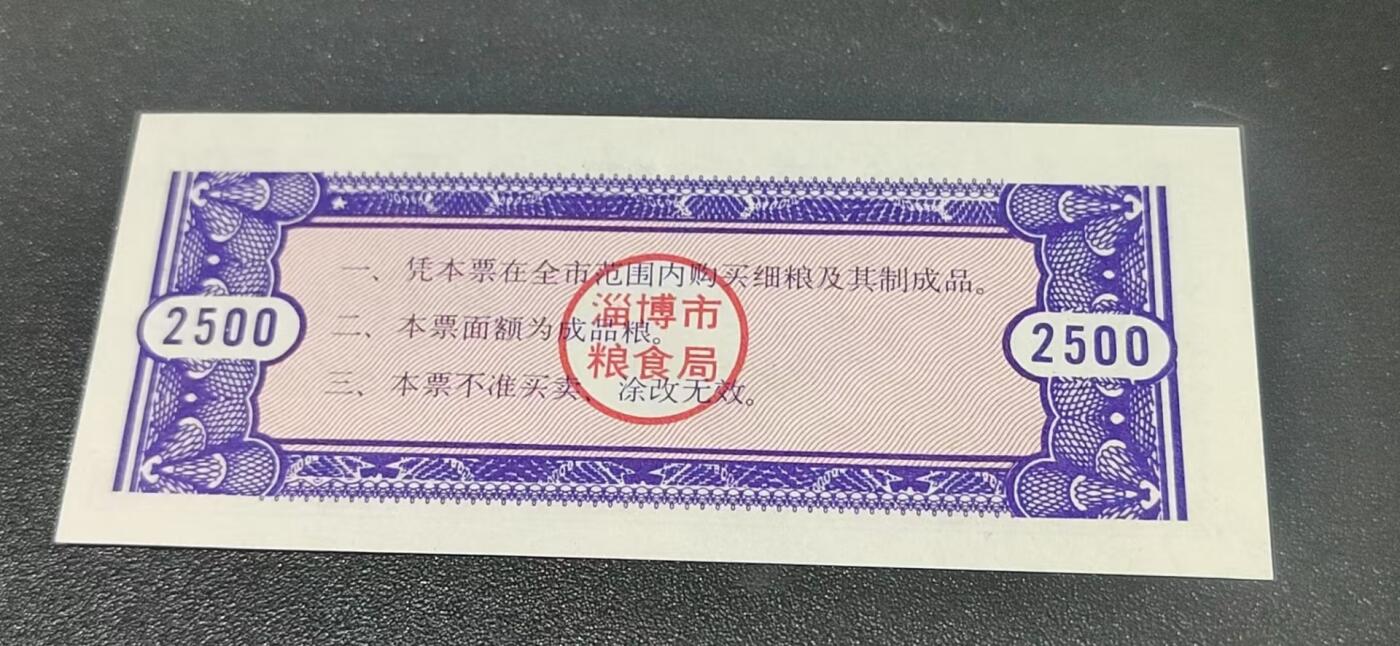 一、凭本票在全市范围内购买细粮及其制成品。
2500
二、本票面额为成品粮。
2500
三、本票不准买卖、涂改无效。
淄博市
粮食局